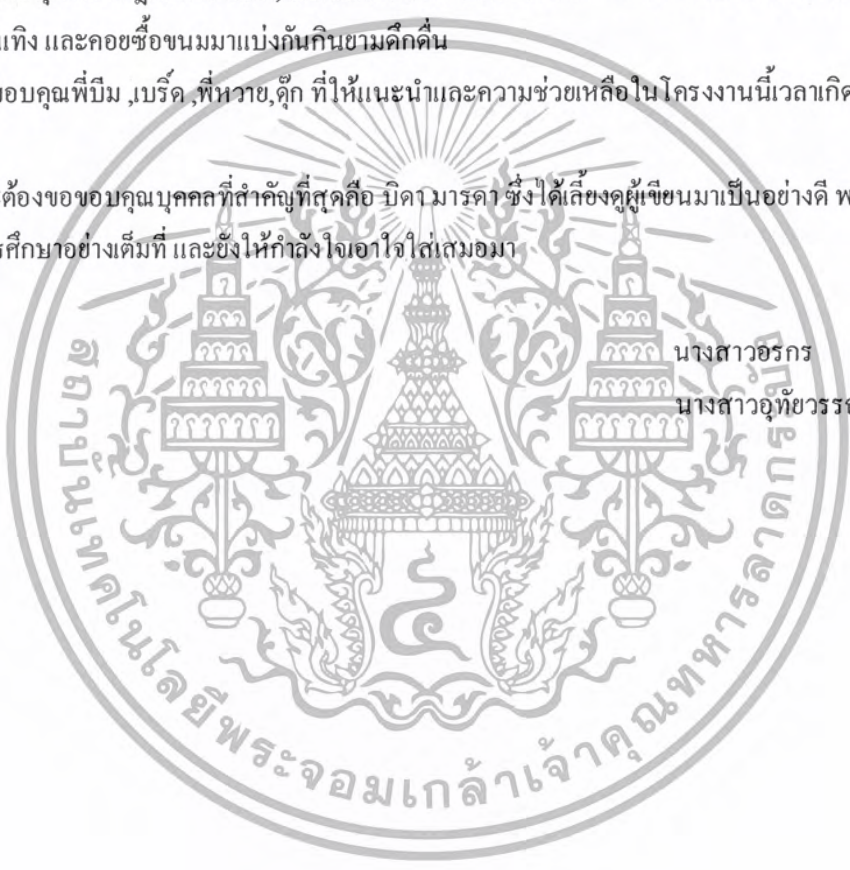 แทิง และคอยซื้อขนมมาแบ่งกันกินยามดึกดื่น
อบคุณพี่บีม ,เบริ์ด ,พี่หวาย,ดุ๊ก ที่ให้แนะนำและความช่วยเหลือในโครงงานนี้เวลาเกิด
ต้องขอขอบคุณบุคคลที่สำคัญที่สุดคือ บิดา มารดา ซึ่งได้เลี้ยงดูผู้เขียนมาเป็นอย่างดี พ
รศึกษาอย่างเต็มที่ และยังให้กำลังใจเอาใจใส่เสมอมา
นางสาวอรกร
นางสาวอุทัยวรร
สถาบันเทคโนโลยีพระจอมเกล้าเจ้าคุณทหารลาดกระบัง
๔